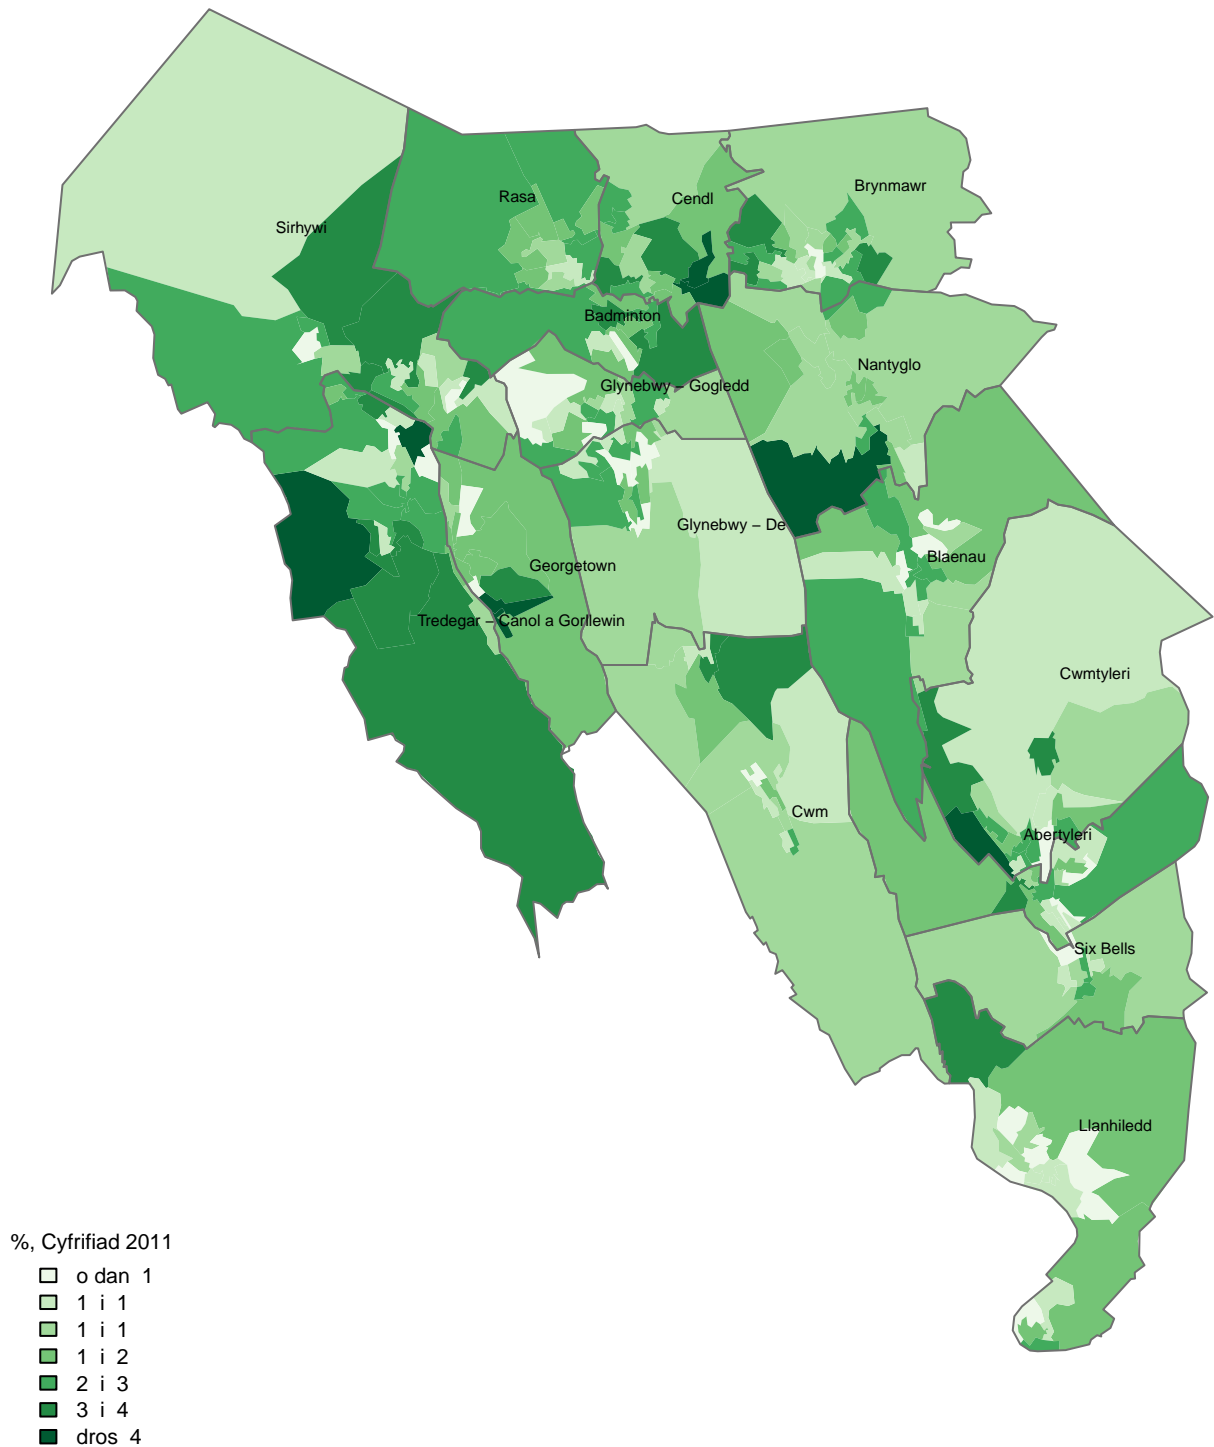 Brynmawr
Rasa
Cendl
Sirhywi
Badminton
Nantyglo
Glynebwy – Gogledd
Glynebwy – De
Blaenau
Georgetown
Tredegar – Canol a Gorllewin
Cwmtyleri
Cwm
Abertyleri
Six Bells
Llanhiledd
%, Cyfrifiad 2011
o dan 1
1 i 1
1 i 1
1 i 2
2 i 3
3 i 4
dros 4